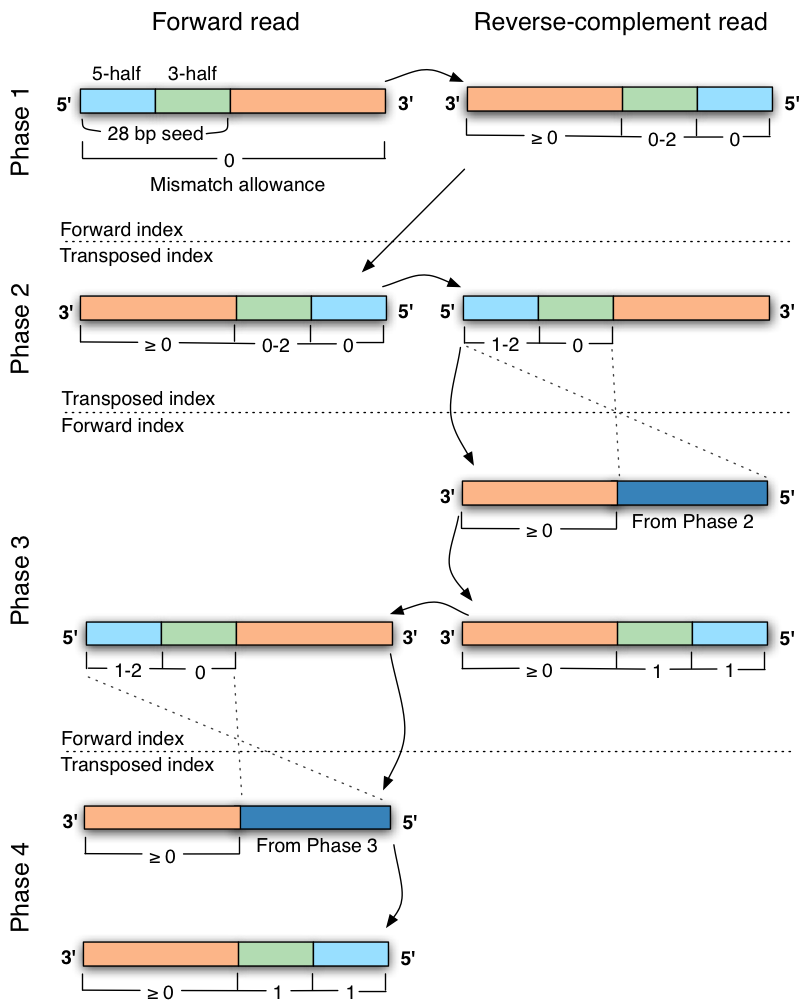 Forward read
Reverse-complement read
Phase 1
5-half 3-half
5' 3' 3' 5'
28 bp seed
≥ 0 0-2 0
0
Mismatch allowance
Forward index
Transposed index
Phase 2
3' 5' 5' 3'
≥ 0 0-2 0 1-2 0
Transposed index
Forward index
Phase 3
3' 5'
≥ 0 From Phase 2
5' 3' 3' 5'
1-2 0 ≥ 0 1 1
Forward index
Transposed index
Phase 4
3' 5'
≥ 0 From Phase 3
3' 5'
≥ 0 1 1